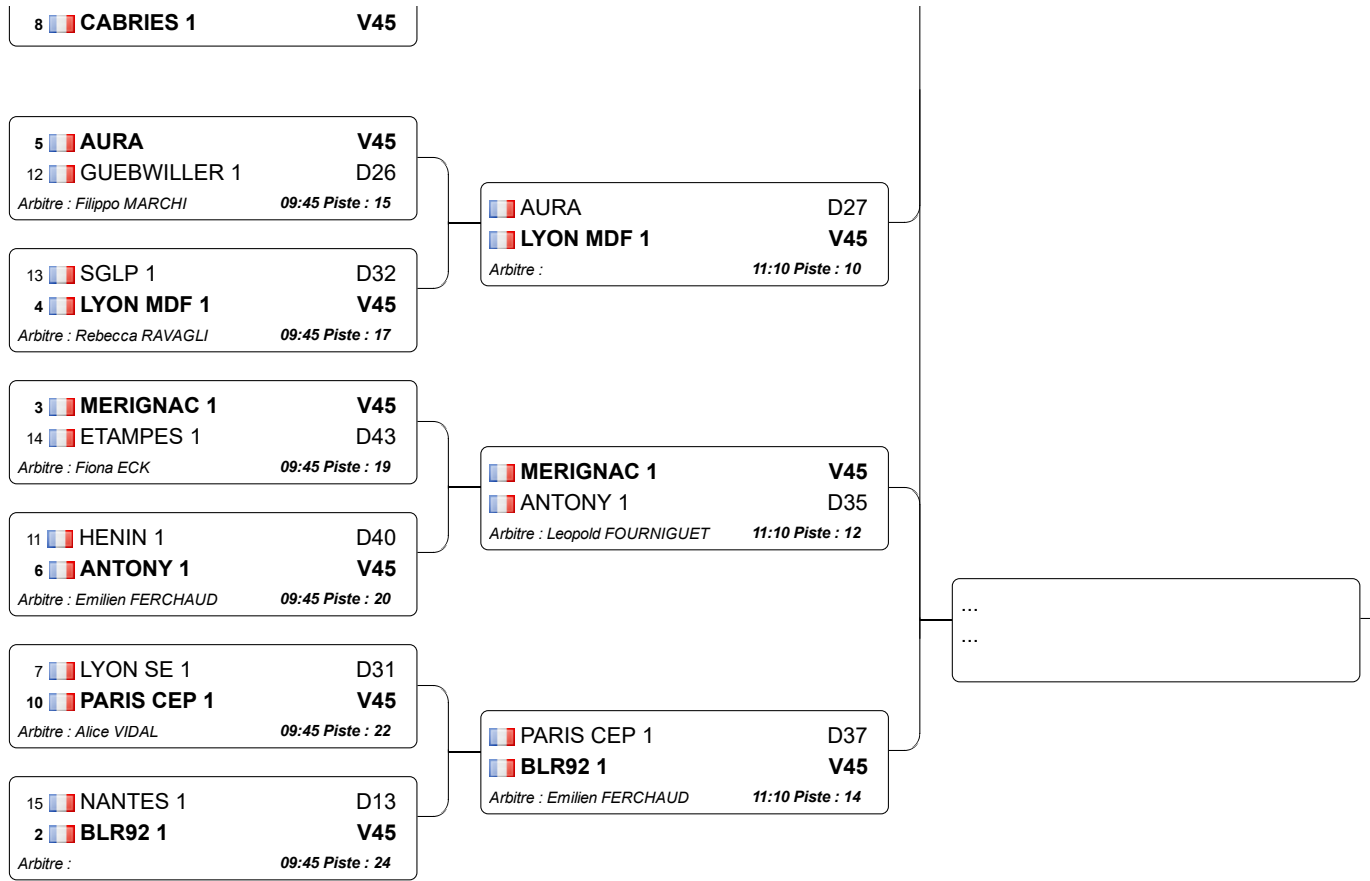 8 CABRIES 1 V45
5 AURA V45
12 GUEBWILLER 1 D26
Arbitre : Filippo MARCHI 09:45 Piste : 15
13 SGLP 1 D32
4 LYON MDF 1 V45
Arbitre : Rebecca RAVAGLI 09:45 Piste : 17
3 MERIGNAC 1 V45
14 ETAMPES 1 D43
Arbitre : Fiona ECK 09:45 Piste : 19
11 HENIN 1 D40
6 ANTONY 1 V45
Arbitre : Emilien FERCHAUD 09:45 Piste : 20
7 LYON SE 1 D31
10 PARIS CEP 1 V45
Arbitre : Alice VIDAL 09:45 Piste : 22
15 NANTES 1 D13
2 BLR92 1 V45
Arbitre : 09:45 Piste : 24
AURA D27
LYON MDF 1 V45
Arbitre : 11:10 Piste : 10
MERIGNAC 1 V45
ANTONY 1 D35
Arbitre : Leopold FOURNIGUET 11:10 Piste : 12
PARIS CEP 1 D37
BLR92 1 V45
Arbitre : Emilien FERCHAUD 11:10 Piste : 14
...
...